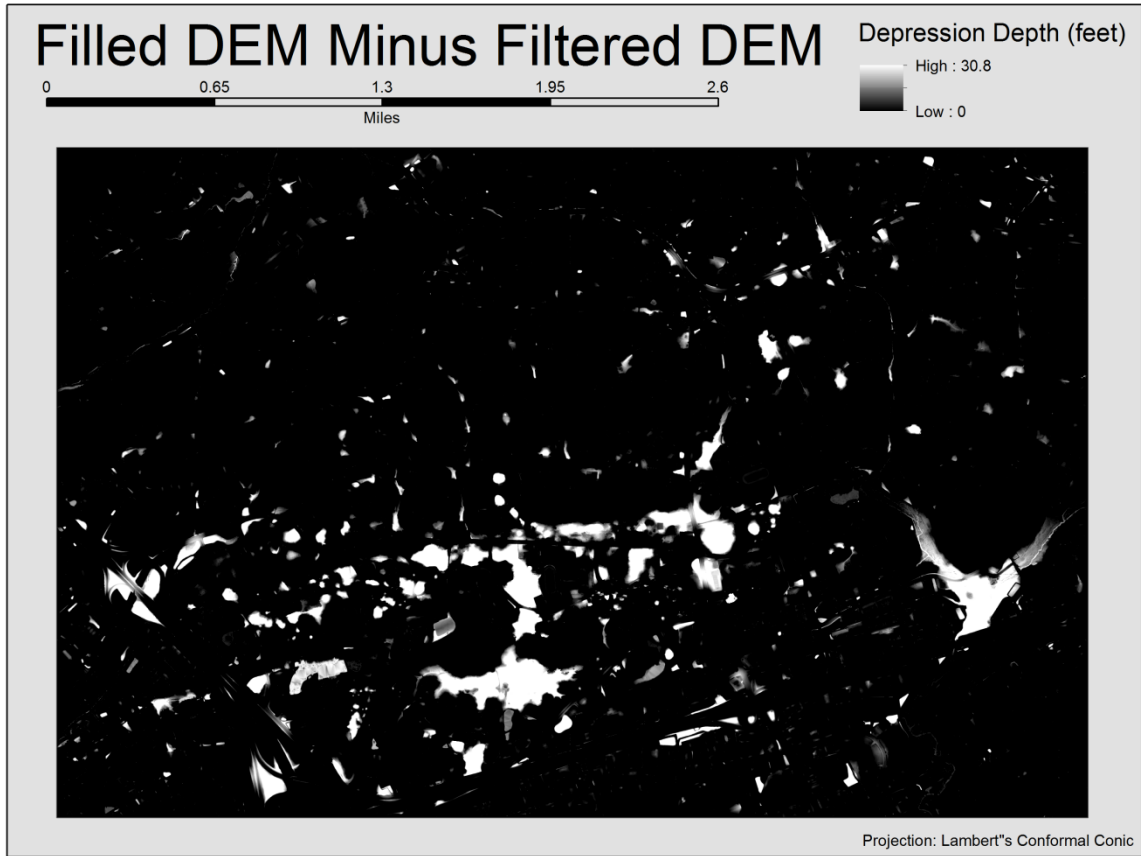 Filled DEM Minus Filtered DEM
0 0.65 1.3 1.95 2.6
Miles
Depression Depth (feet)
High : 30.8
Low : 0
Projection: Lambert"s Conformal Conic